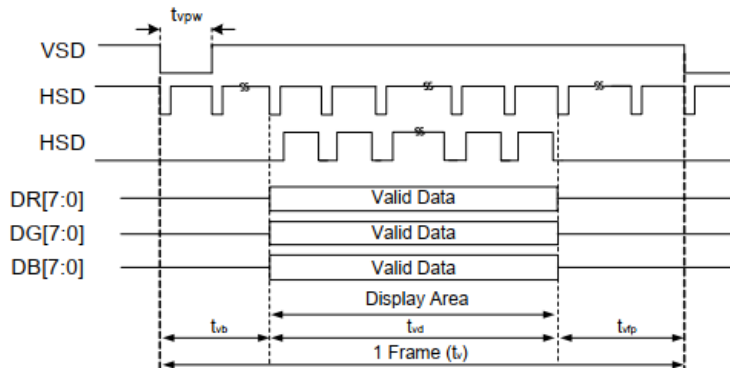 tvpw
VSD
HSD
HSD
DR[7:0] Valid Data
DG[7:0] Valid Data
DB[7:0] Valid Data
Display Area
tvb tvd tvfp
1 Frame (tv)